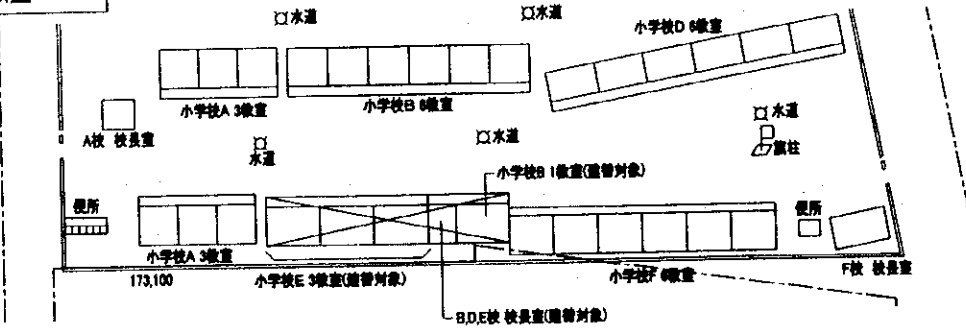 水道
水道
小学校D 6教室
小学校A 3教室
小学校B 6教室
A校 校長室
水道
水道
水道
旗柱
小学校B 1教室(建替対象)
便所
便所
小学校A 3教室
173,100
小学校E 3教室(建替対象)
小学校F 6教室
F校 校長室
B,D,E校 校長室(建替対象)